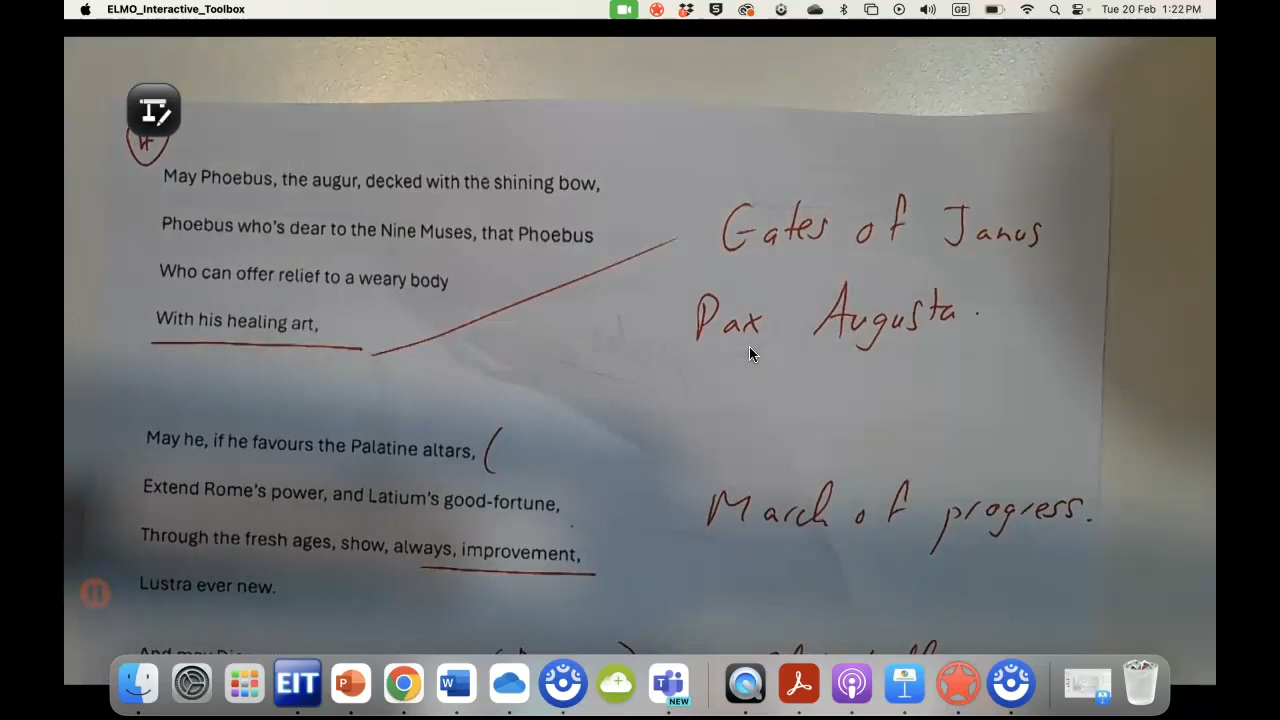 ELMO_Interactive_Toolbox
GB
Tue 20 Feb 1:22 PM
May Phoebus, the augur, decked with the shining bow,
Phoebus who's dear to the Nine Muses, that Phoebus
Who can offer relief to a weary body
With his healing art,
Gates of Janus
Pax Augusta.
May he, if he favours the Palatine altars, (
Extend Rome's power, and Latium's good-fortune,
Through the fresh ages, show, always, improvement,
Lustra ever new.
March of progress.
And may
EIT
NEW